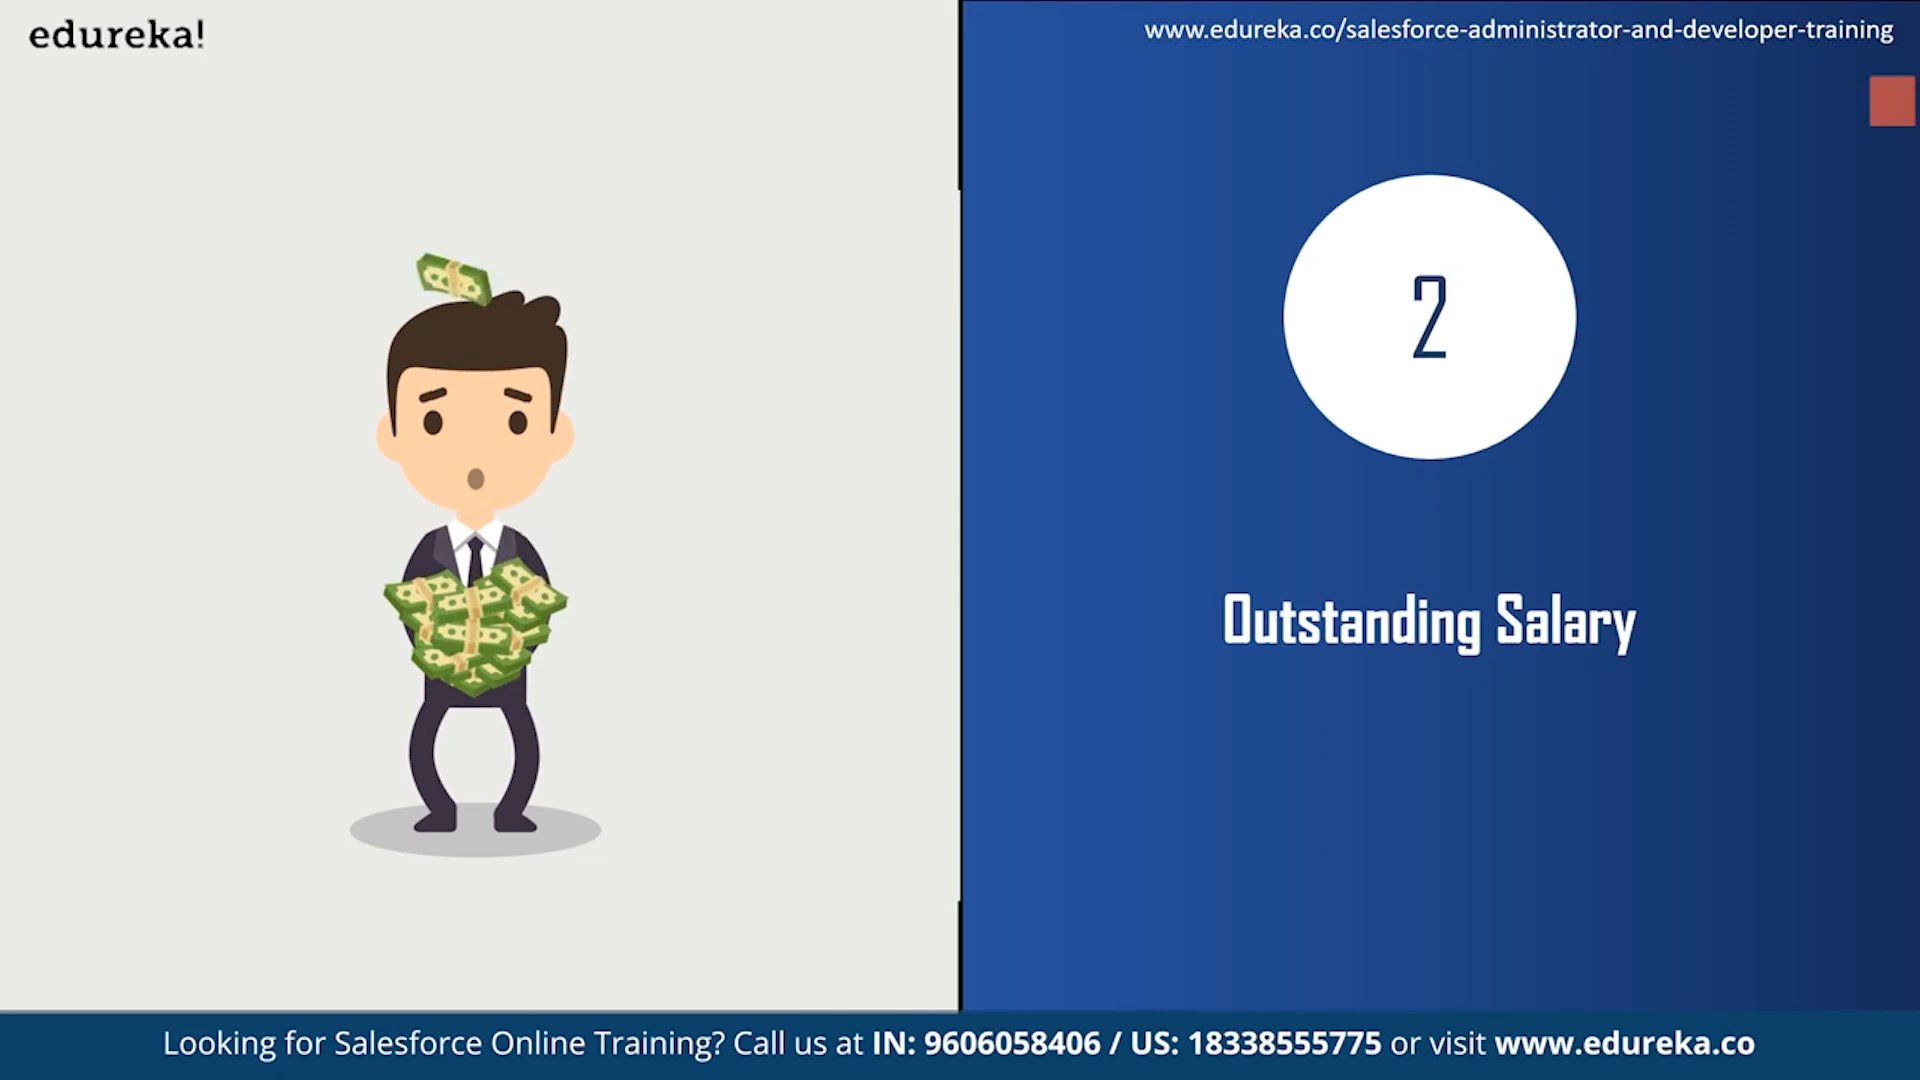 edureka!
www.edureka.co/salesforce-administrator-and-developer-training
2
Outstanding Salary
Looking for Salesforce Online Training? Call us at IN: 9606058406 / US: 18338555775 or visit www.edureka.co